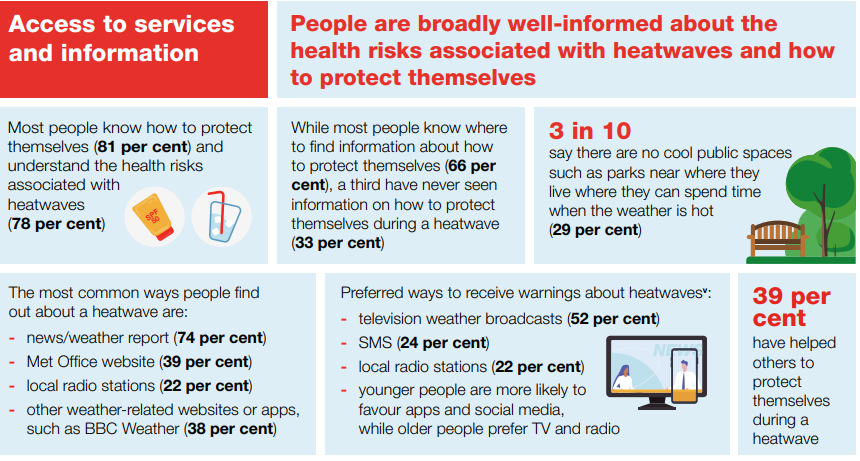 Access to services
and information
People are broadly well-informed about the
health risks associated with heatwaves and how
to protect themselves
Most people know how to protect
themselves (81 per cent) and
understand the health risks
associated with
heatwaves
(78 per cent)
SPF
50
While most people know where
to find information about how
to protect themselves (66 per
cent), a third have never seen
information on how to protect
themselves during a heatwave
(33 per cent)
3 in 10
say there are no cool public spaces
such as parks near where they
live where they can spend time
when the weather is hot
(29 per cent)
The most common ways people find
out about a heatwave are:
- news/weather report (74 per cent)
- Met Office website (39 per cent)
- local radio stations (22 per cent)
- other weather-related websites or apps,
such as BBC Weather (38 per cent)
Preferred ways to receive warnings about heatwavesᵛ:
- television weather broadcasts (52 per cent)
- SMS (24 per cent)
- local radio stations (22 per cent)
- younger people are more likely to
favour apps and social media,
while older people prefer TV and radio
NEWS
39 per
cent
have helped
others to
protect
themselves
during a
heatwave